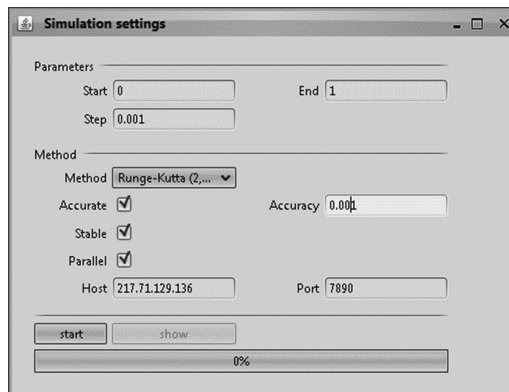 Simulation settings
Parameters
Start 0 End 1
Step 0.001
Method
Method Runge-Kutta (2,...
Accurate Accuracy 0.001
Stable
Parallel
Host 217.71.129.136 Port 7890
start show
0%